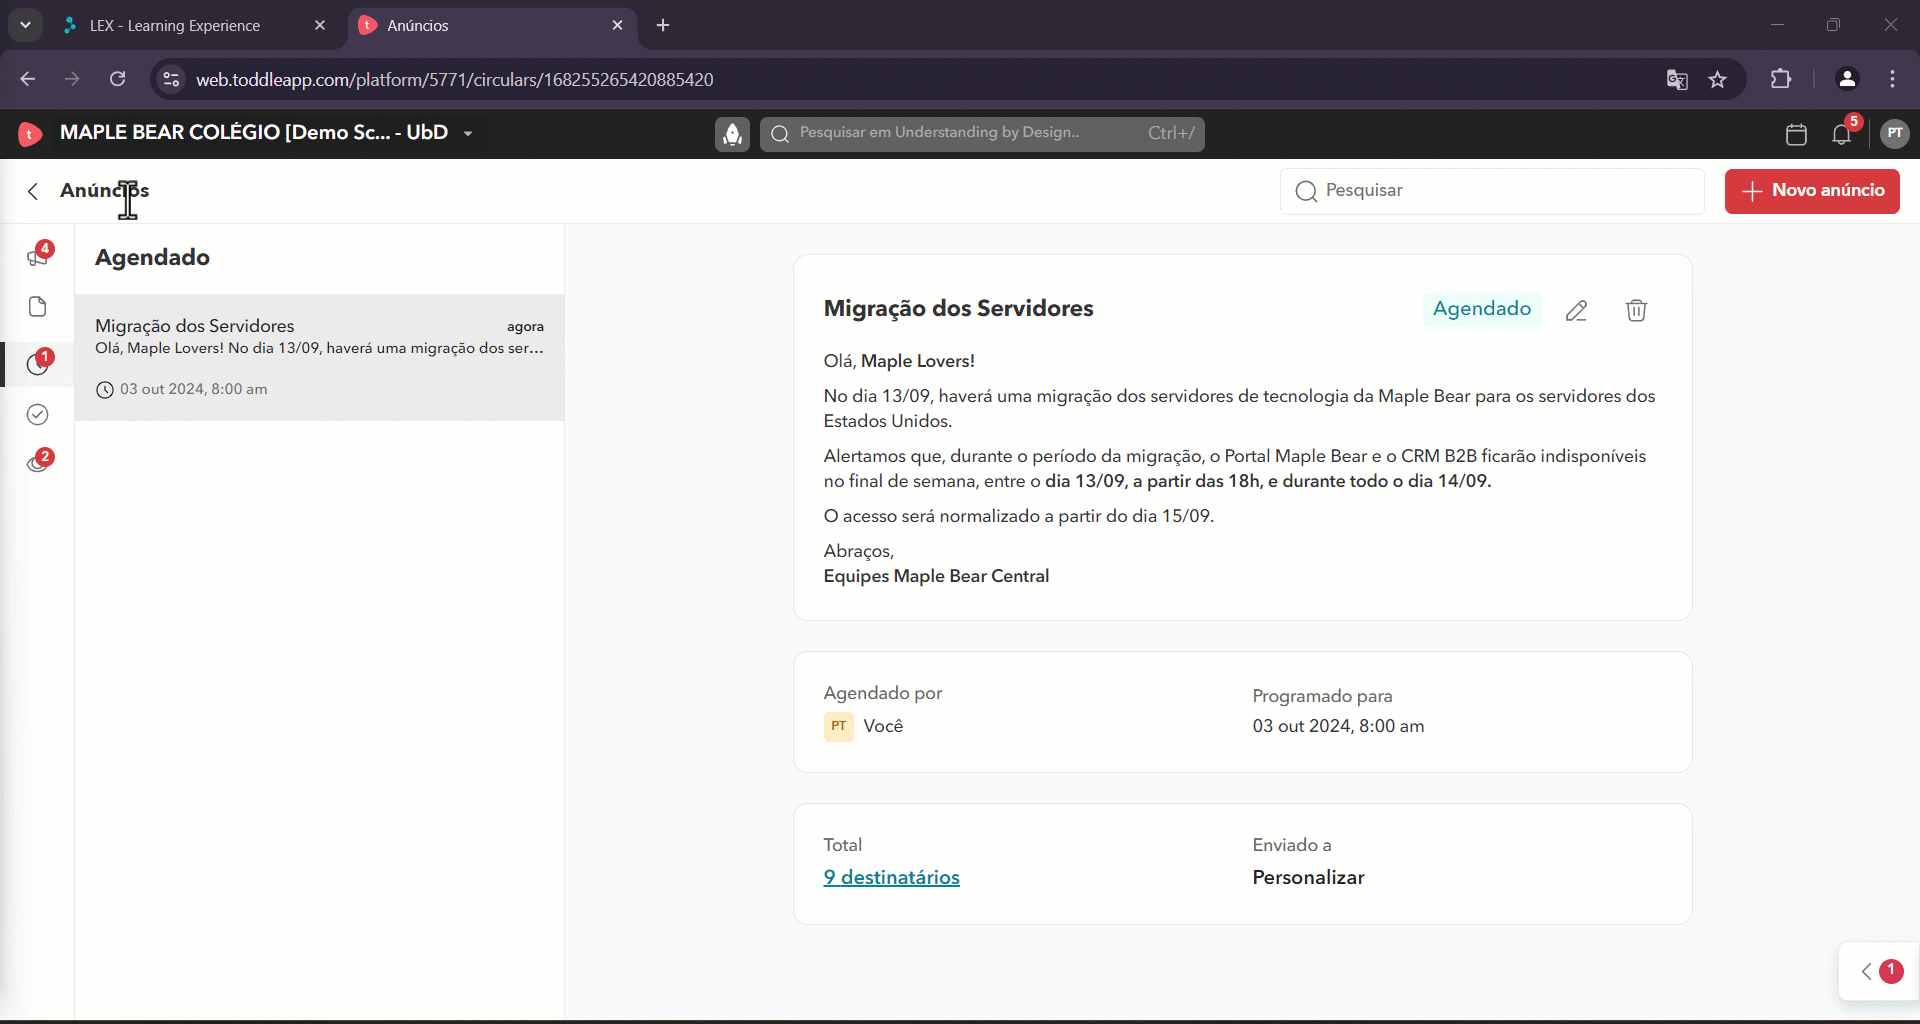 LEX - Learning Experience
Anúncios
web.toddleapp.com/platform/5771/circulars/168255265420885420
MAPLE BEAR COLÉGIO [Demo Sc... - UbD
Pesquisar em Understanding by Design..
Ctrl+/
5
PT
Anúncios
Pesquisar
Novo anúncio
4
1
2
Agendado
Migração dos Servidores
agora
Olá, Maple Lovers! No dia 13/09, haverá uma migração dos ser...
03 out 2024, 8:00 am
Migração dos Servidores
Agendado
Olá, Maple Lovers!
No dia 13/09, haverá uma migração dos servidores de tecnologia da Maple Bear para os servidores dos
Estados Unidos.
Alertamos que, durante o período da migração, o Portal Maple Bear e o CRM B2B ficarão indisponíveis
no final de semana, entre o dia 13/09, a partir das 18h, e durante todo o dia 14/09.
O acesso será normalizado a partir do dia 15/09.
Abraços,
Equipes Maple Bear Central
Agendado por
PT Você
Programado para
03 out 2024, 8:00 am
Total
9 destinatários
Enviado a
Personalizar
1